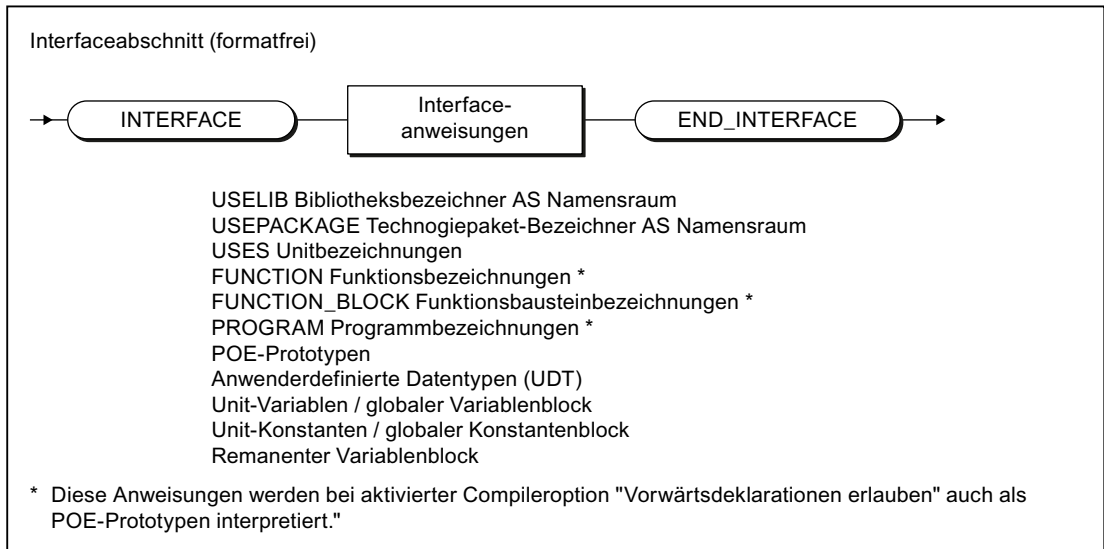 Interfaceabschnitt (formatfrei)
INTERFACE
Interface-
anweisungen
END_INTERFACE
USELIB Bibliotheksbezeichner AS Namensraum
USEPACKAGE Technogiepaket-Bezeichner AS Namensraum
USES Unitbezeichnungen
FUNCTION Funktionsbezeichnungen *
FUNCTION_BLOCK Funktionsbausteinbezeichnungen *
PROGRAM Programmbezeichnungen *
POE-Prototypen
Anwenderdefinierte Datentypen (UDT)
Unit-Variablen / globaler Variablenblock
Unit-Konstanten / globaler Konstantenblock
Remanenter Variablenblock
* Diese Anweisungen werden bei aktivierter Compileroption "Vorwärtsdeklarationen erlauben" auch als
POE-Prototypen interpretiert."